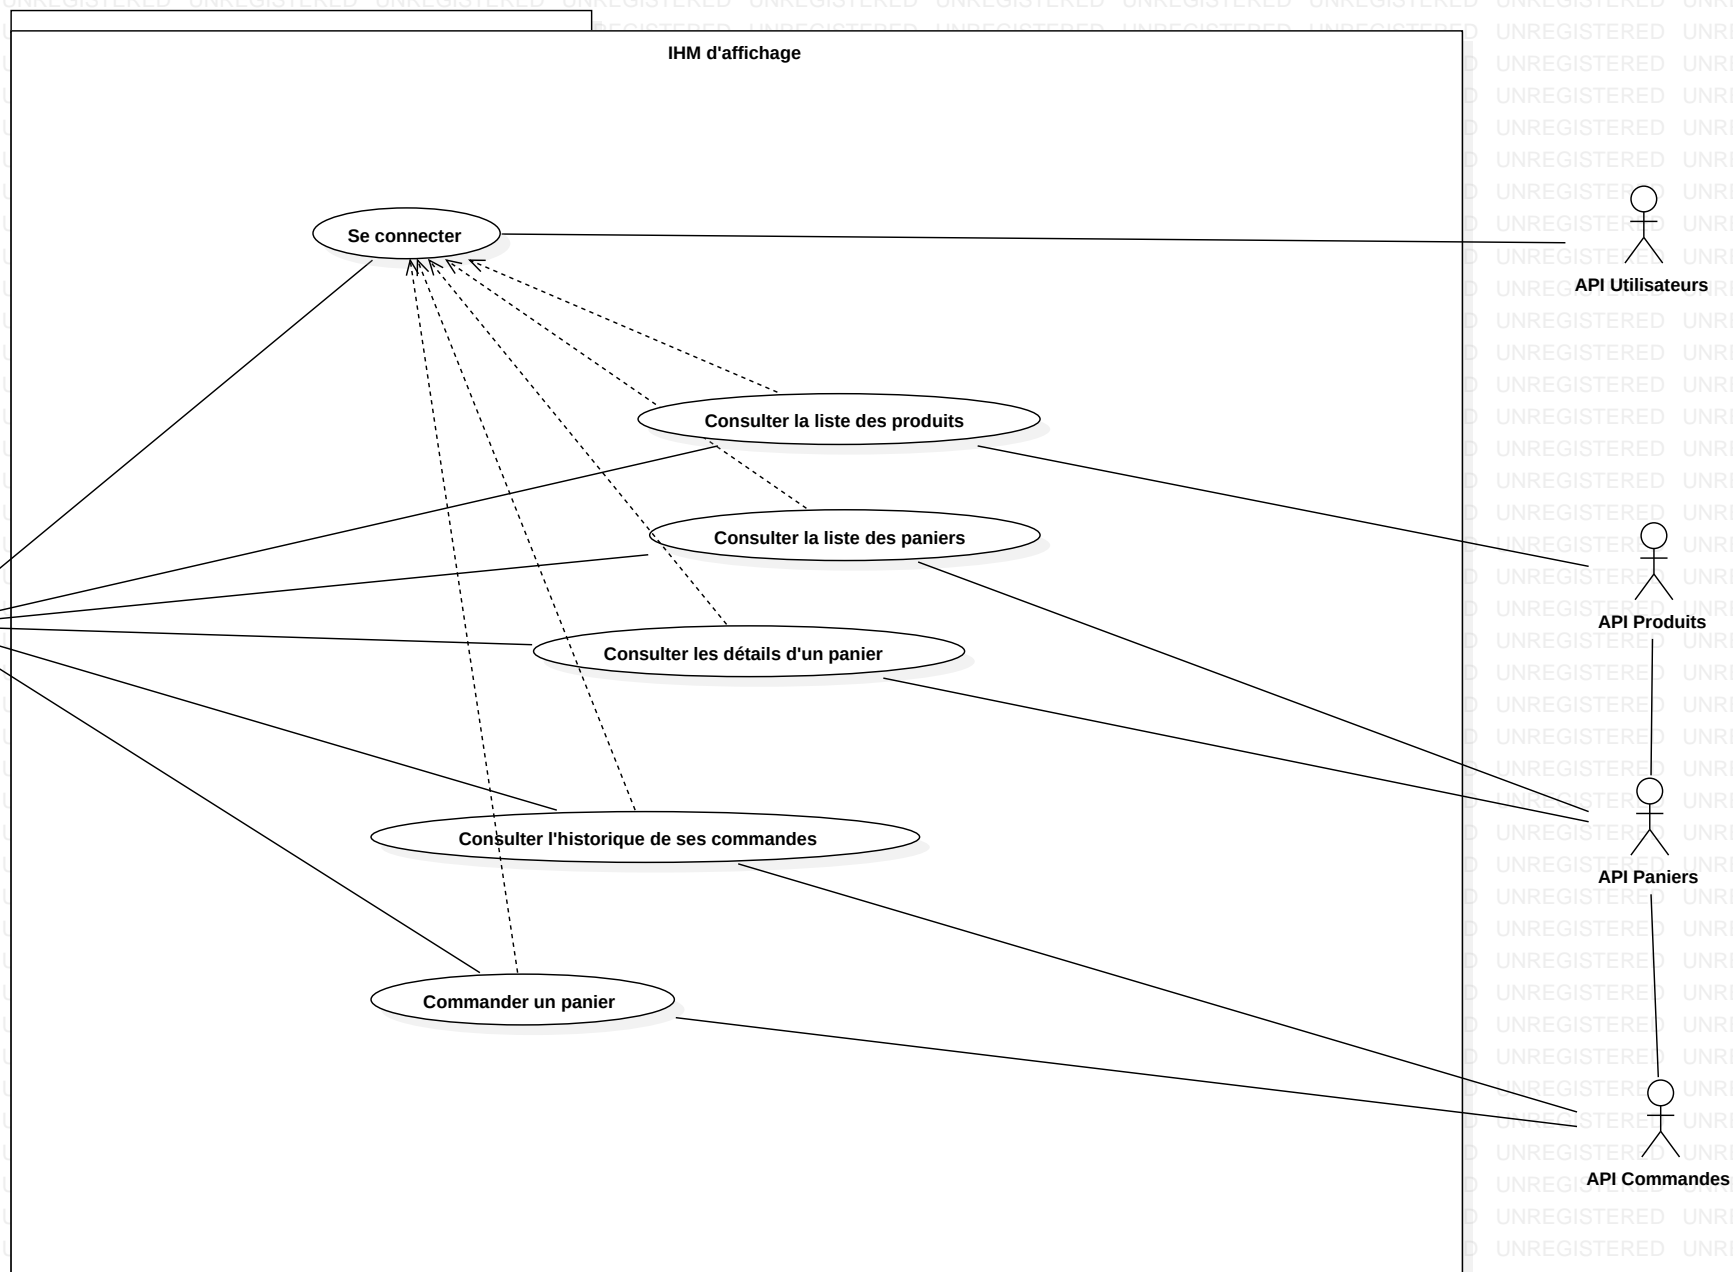 IHM d'affichage
Se connecter
API Utilisateurs
Consulter la liste des produits
Consulter la liste des paniers
API Produits
Consulter les détails d'un panier
Consulter l'historique de ses commandes
API Paniers
Commander un panier
API Commandes
UNREGISTERED